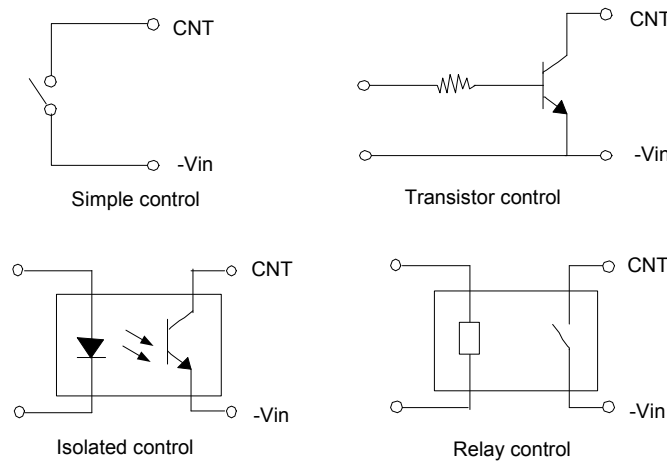 CNT
-Vin
Simple control
CNT
-Vin
Transistor control
CNT
-Vin
Isolated control
CNT
-Vin
Relay control